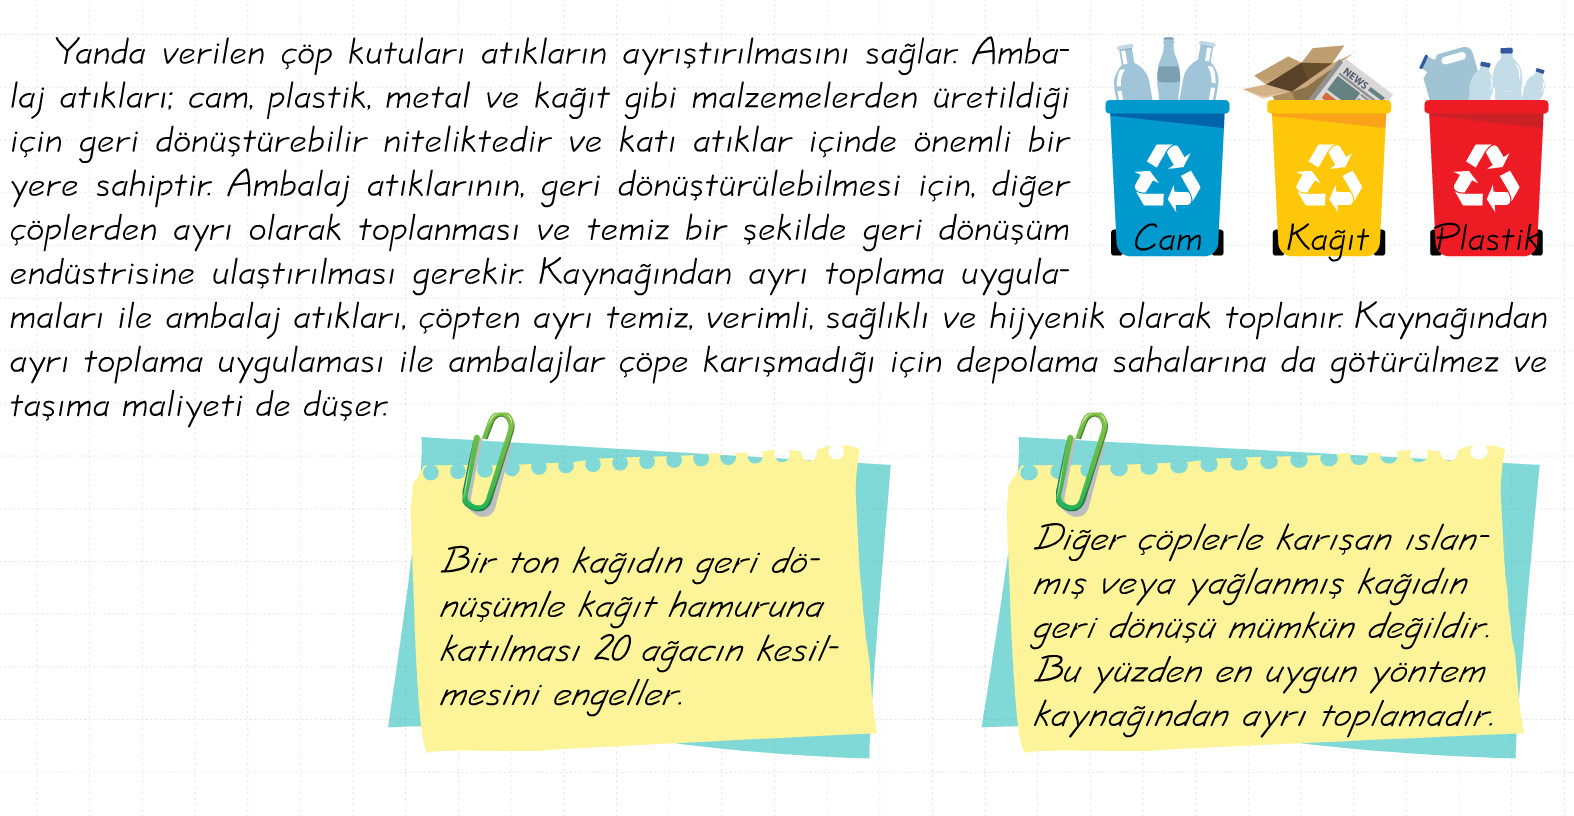 Yanda verilen çöp kutuları atıkların ayrıştırılmasını sağlar. Amba-
laj atıkları; cam, plastik, metal ve kağıt gibi malzemelerden üretildiği
için geri dönüştürebilir niteliktedir ve katı atıklar içinde önemli bir
yere sahiptir. Ambalaj atıklarının, geri dönüştürülebilmesi için, diğer
çöplerden ayrı olarak toplanması ve temiz bir şekilde geri dönüşüm
endüstrisine ulaştırılması gerekir. Kaynağından ayrı toplama uygula-
maları ile ambalaj atıkları, çöpten ayrı temiz, verimli, sağlıklı ve hijyenik olarak toplanır. Kaynağından
ayrı toplama uygulaması ile ambalajlar çöpe karışmadığı için depolama sahalarına da götürülmez ve
taşıma maliyeti de düşer.
NEWS
Cam
Kağıt
Plastik
Bir ton kağıdın geri dö-
nüşümle kağıt hamuruna
katılması 20 ağacın kesil-
mesini engeller.
Diğer çöplerle karışan ıslan-
mış veya yağlanmış kağıdın
geri dönüşü mümkün değildir.
Bu yüzden en uygun yöntem
kaynağından ayrı toplamadır.